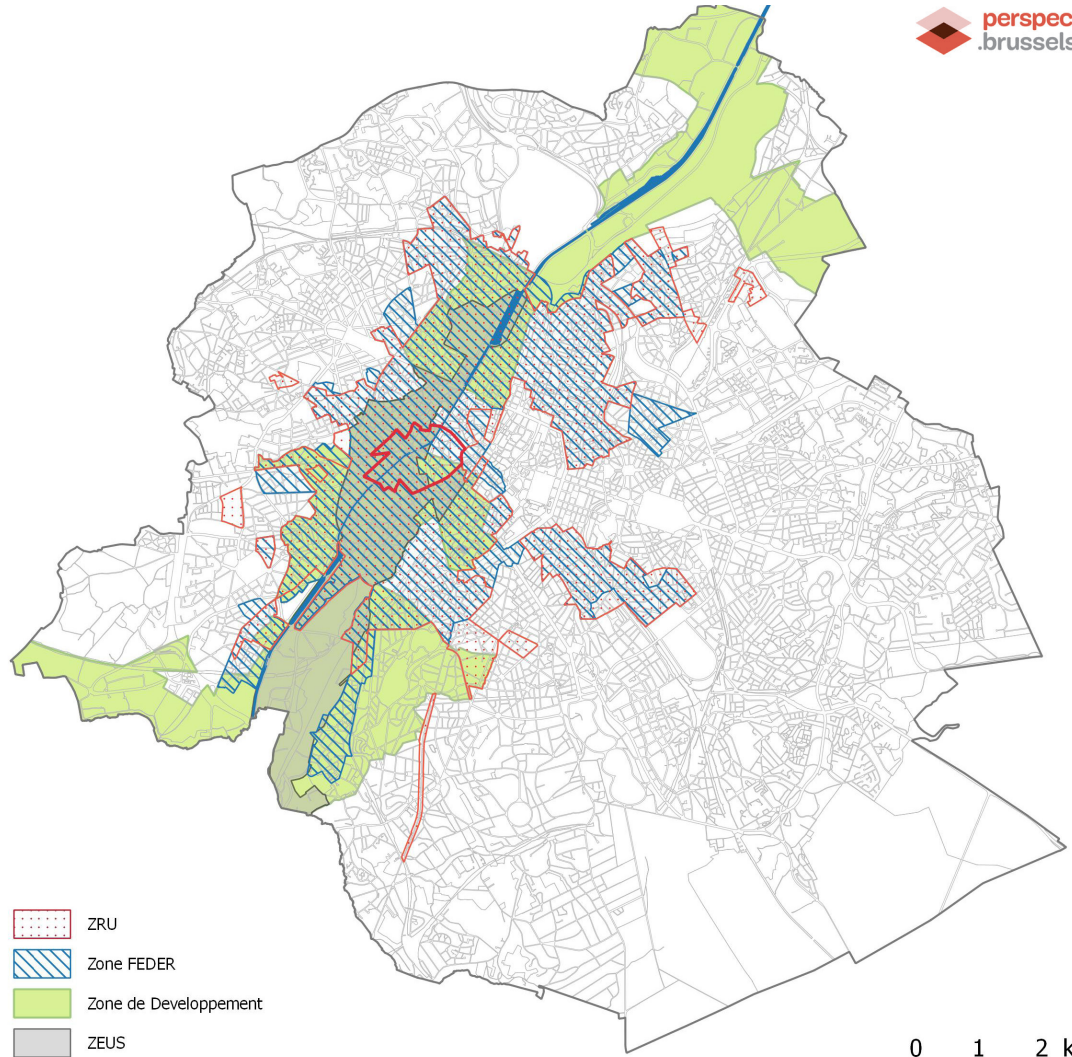 perspec
.brussels
ZRU
Zone FEDER
Zone de Developpement
ZEUS
0 1 2 k